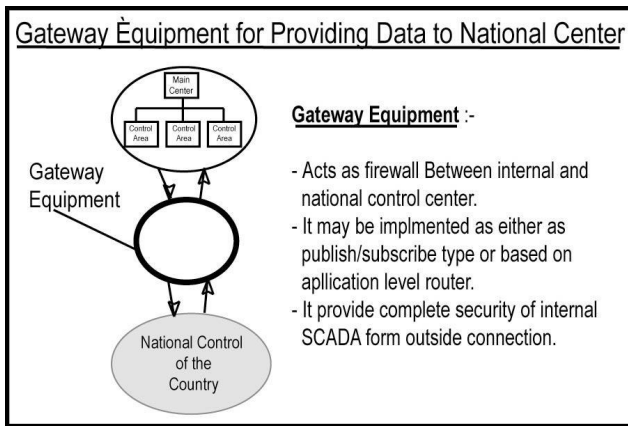 Gateway Èquipment for Providing Data to National Center
Main
Center
Control
Area
Control
Area
Control
Area
Gateway
Equipment
National Control
of the
Country
Gateway Equipment :-
- Acts as firewall Between internal and
national control center.
- It may be implmented as either as
publish/subscribe type or based on
apllication level router.
- It provide complete security of internal
SCADA form outside connection.